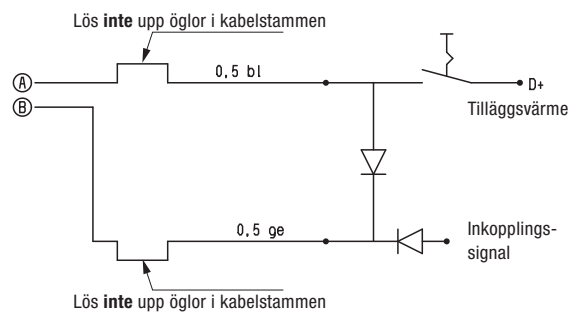 Lös inte upp öglor i kabelstammen
A
0,5 bl
D+
B
Tilläggsvärme
0,5 ge
Inkopplings-
signal
Lös inte upp öglor i kabelstammen